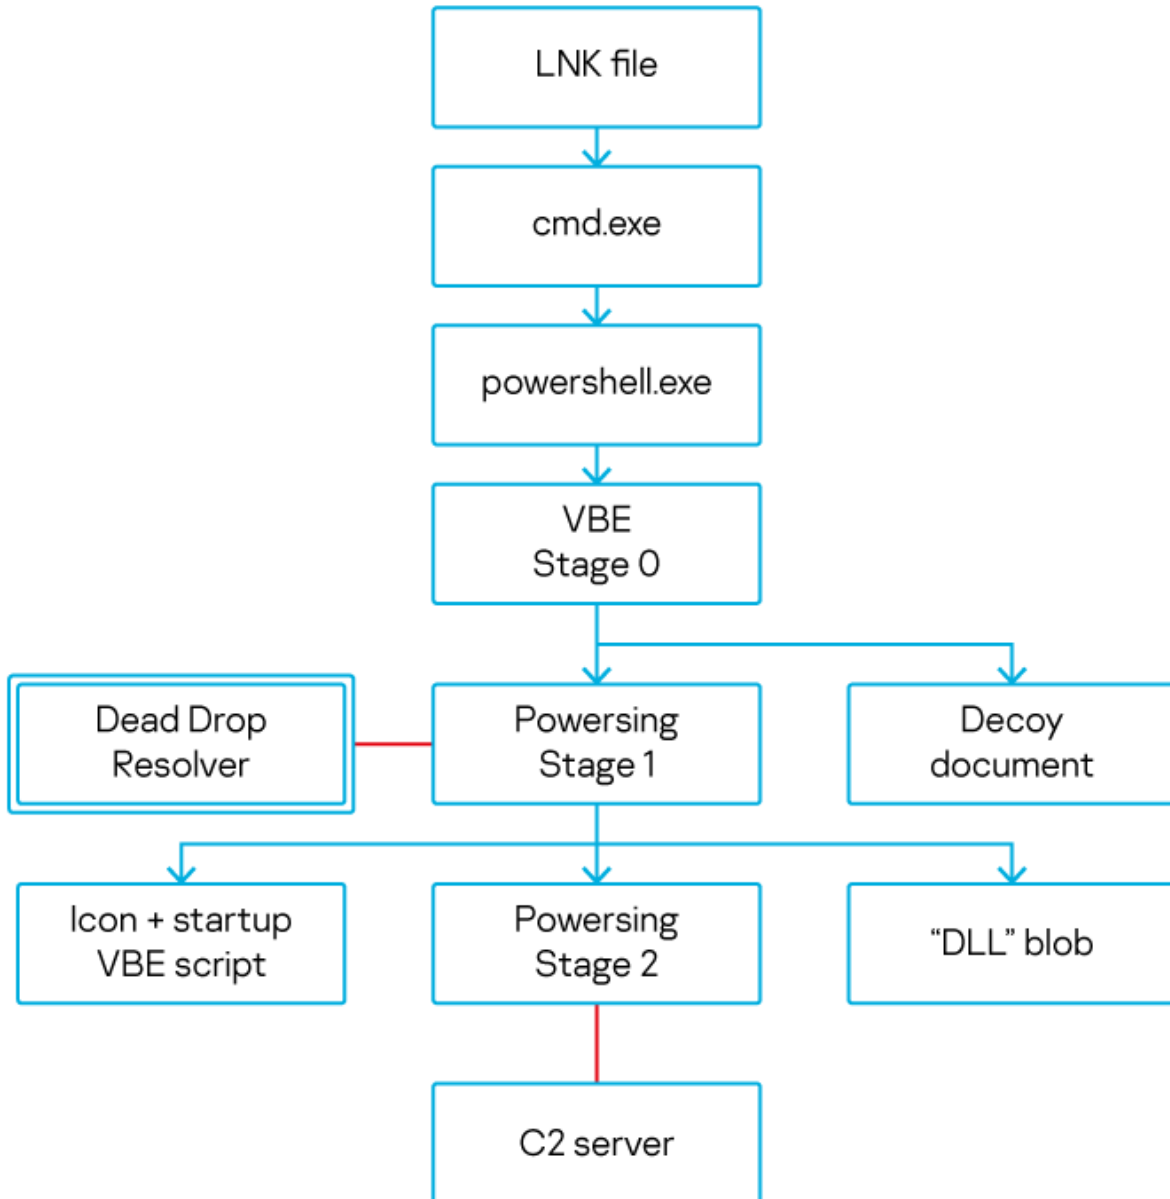 LNK file
cmd.exe
powershell.exe
VBE
Stage 0
Dead Drop
Resolver
Powersing
Stage 1
Decoy
document
Icon + startup
VBE script
Powersing
Stage 2
“DLL” blob
C2 server